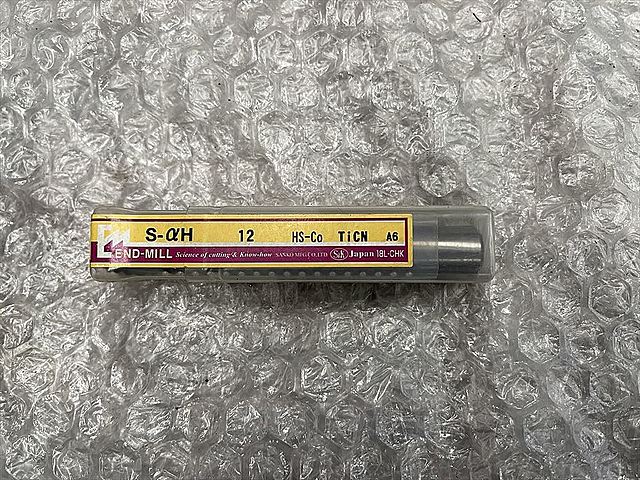 S-αH 12 HS-Co TiCN A6
END-MILL Science of cutting & Know-how SANKO MFG CO., LTD S&K Japan 18L-CHK